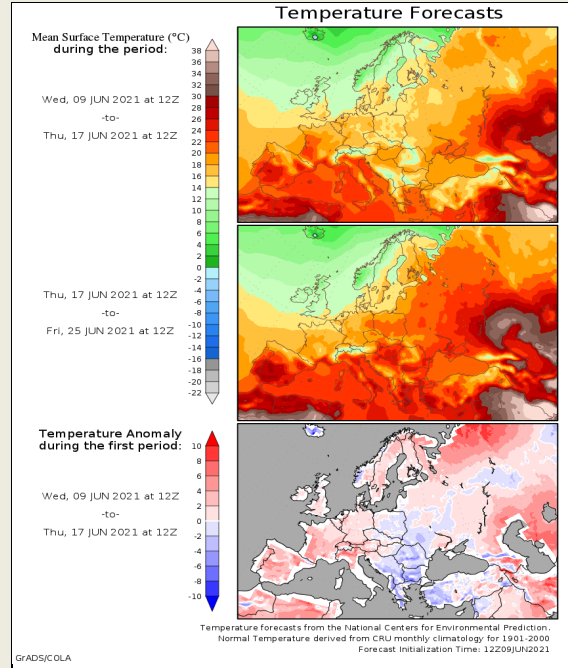 Temperature Forecasts
Mean Surface Temperature (°C)
during the period:
Wed, 09 JUN 2021 at 12Z
-to-
Thu, 17 JUN 2021 at 12Z
38
36
34
32
30
28
26
24
22
20
18
16
14
12
10
8
6
4
2
0
-2
-4
-6
-8
-10
-12
-14
-16
-18
-20
-22
Thu, 17 JUN 2021 at 12Z
-to-
Fri, 25 JUN 2021 at 12Z
Temperature Anomaly
during the first period:
Wed, 09 JUN 2021 at 12Z
-to-
Thu, 17 JUN 2021 at 12Z
10
8
6
4
2
0
-2
-4
-6
-8
-10
Temperature forecasts from the National Centers for Environmental Prediction.
Normal Temperature derived from CRU monthly climatology for 1901-2000
Forecast Initialization Time: 12Z09JUN2021
GrADS/COLA